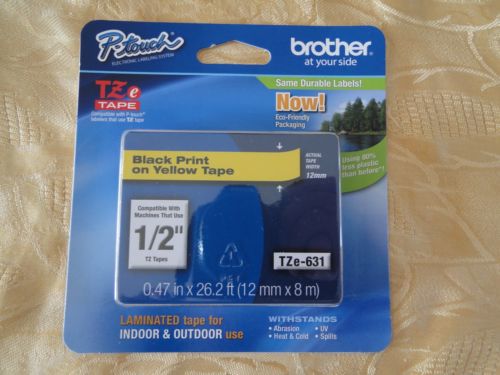 P-touch
ELECTRONIC LABELING SYSTEM
brother
at your side
TZe
TAPE
Compatible with P-touch
labelers that use TZ tape
Same Durable Labels!
Now!
Eco-Friendly
Packaging
Using 60%
less plastic
than before*
Black Print
on Yellow Tape
ACTUAL
TAPE
WIDTH
12mm
Compatible With
Machines That Use
1/2"
TZ Tapes
TZe-631
0.47 in x 26.2 ft (12 mm x 8 m)
LAMINATED tape for
INDOOR & OUTDOOR use
WITHSTANDS
• Abrasion • UV
• Heat & Cold • Spills